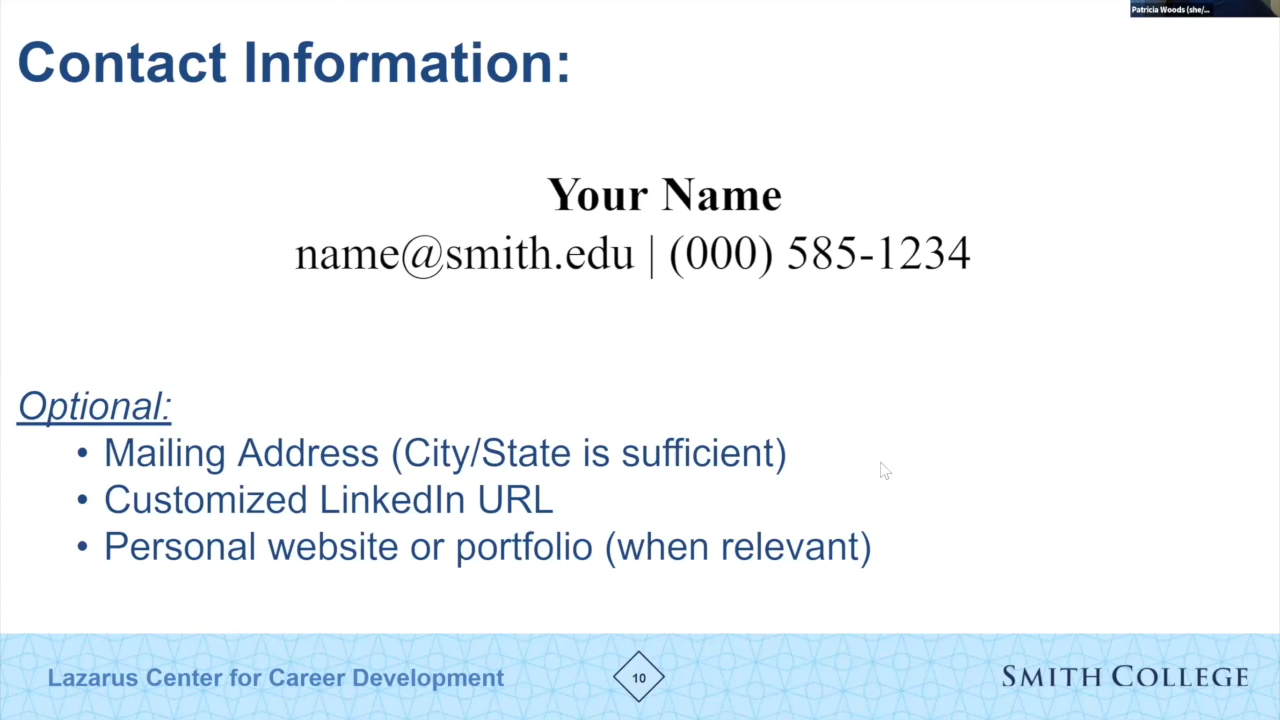 Patricia Woods (she/...
Contact Information:
Your Name
name@smith.edu | (000) 585-1234
Optional:
• Mailing Address (City/State is sufficient)
• Customized LinkedIn URL
• Personal website or portfolio (when relevant)
Lazarus Center for Career Development
10
SMITH COLLEGE